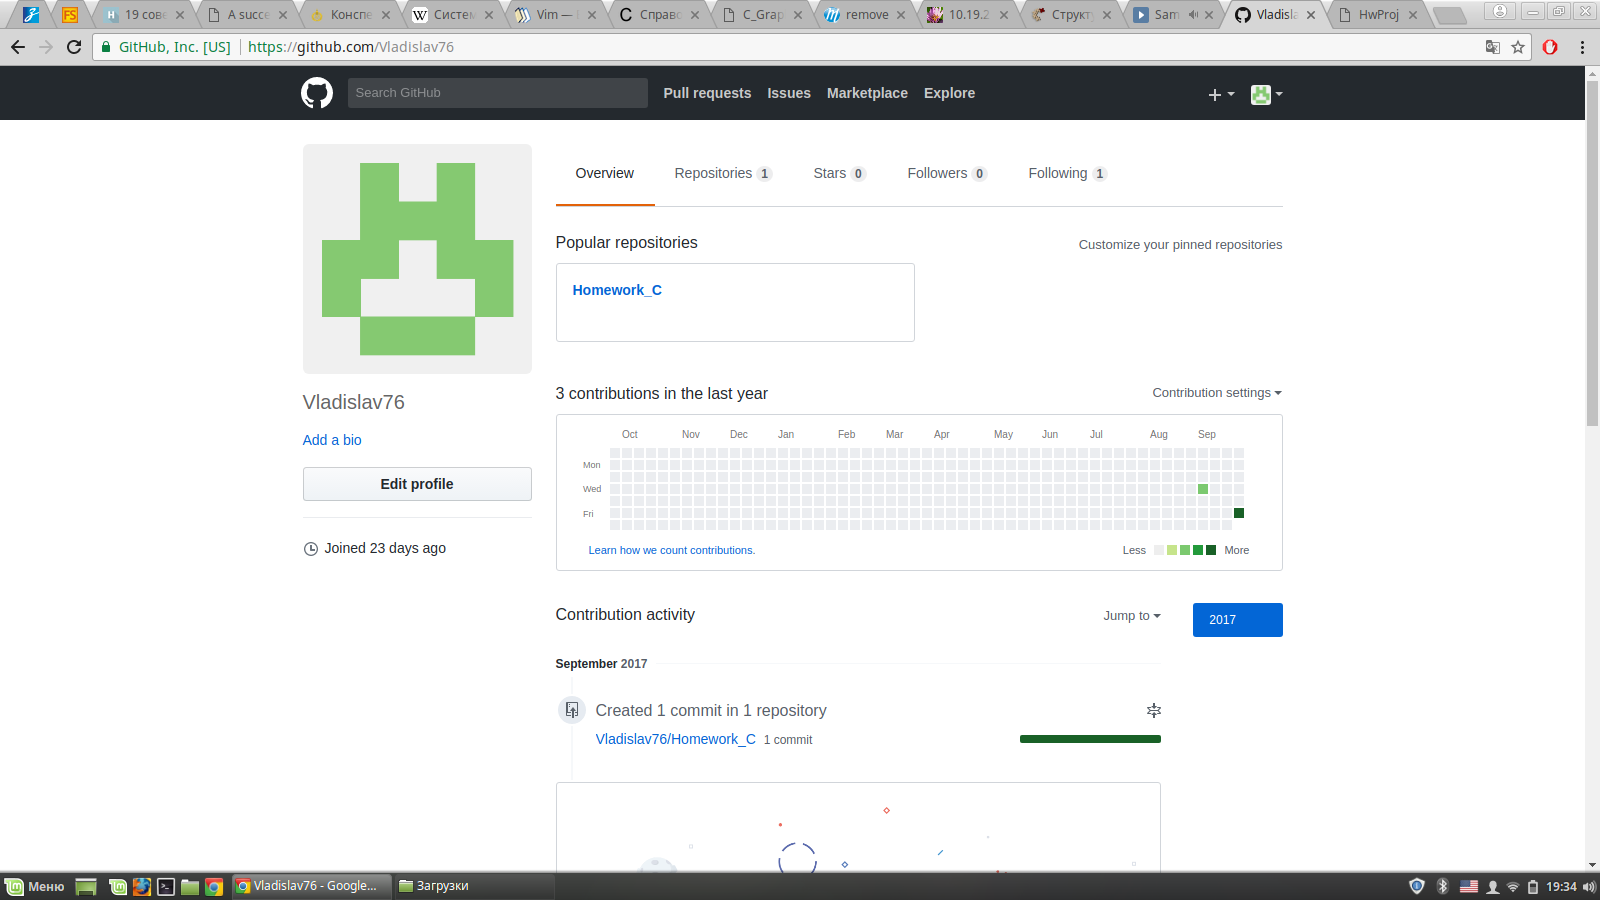 19 сове
A succe
Конспе
Систем
Vim —
Справо
C_Grap
remove
10.19.2
Структ
Sam
Vladisla
HwProj
GitHub, Inc. [US] https://github.com/Vladislav76
Search GitHub Pull requests Issues Marketplace Explore
Overview Repositories 1 Stars 0 Followers 0 Following 1
Popular repositories Customize your pinned repositories
Homework_C
Vladislav76
Add a bio
Edit profile
Joined 23 days ago
3 contributions in the last year Contribution settings
Oct Nov Dec Jan Feb Mar Apr May Jun Jul Aug Sep
Mon
Wed
Fri
Learn how we count contributions. Less More
Contribution activity Jump to 2017
September 2017
Created 1 commit in 1 repository
Vladislav76/Homework_C 1 commit
Меню Vladislav76 - Google... Загрузки 19:34